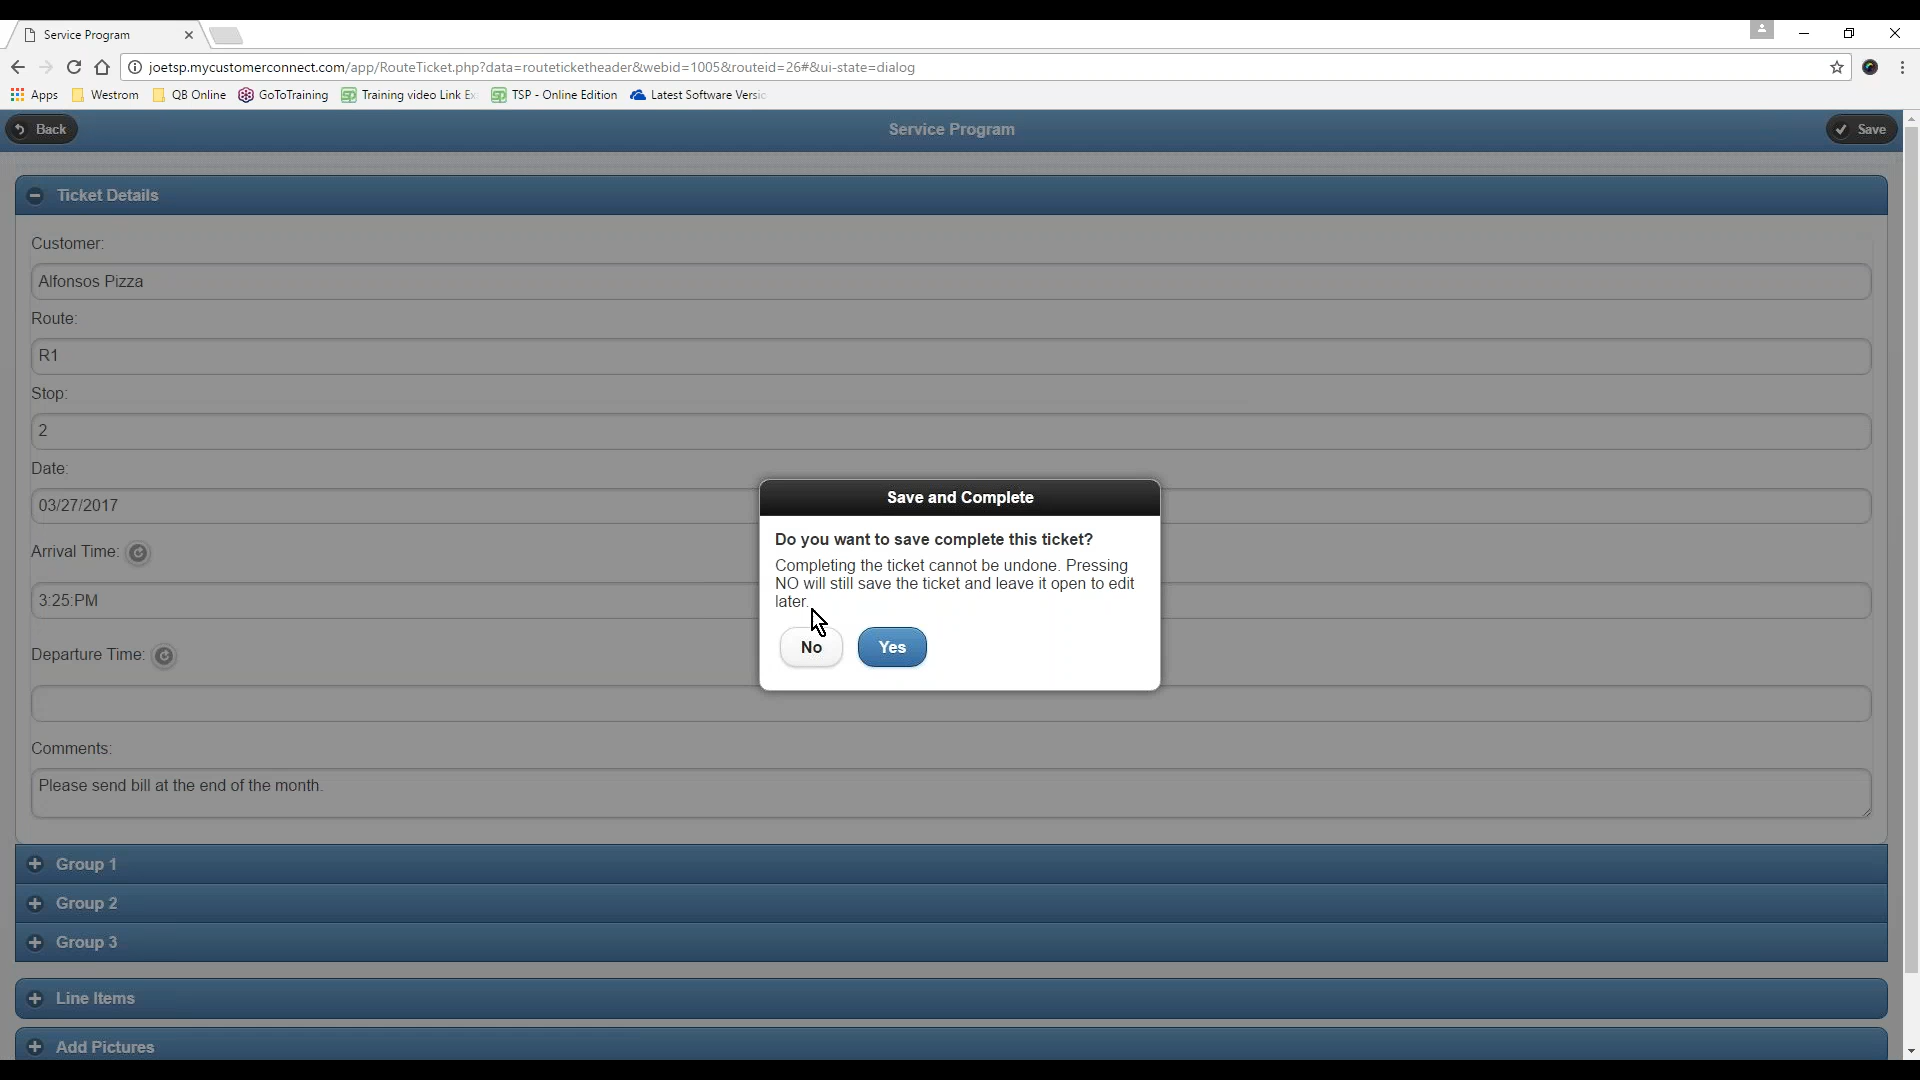 Service Program
joetsp.mycustomerconnect.com/app/RouteTicket.php?data=routeticketheader&webid=1005&routeid=26#&ui-state=dialog
Apps Westrom QB Online GoToTraining Training video Link Ex TSP - Online Edition Latest Software Versio
Back Service Program Save
Ticket Details
Customer:
Alfonsos Pizza
Route:
R1
Stop:
2
Date:
03/27/2017
Arrival Time:
3:25:PM
Departure Time:
Comments:
Please send bill at the end of the month.
Save and Complete
Do you want to save complete this ticket?
Completing the ticket cannot be undone. Pressing
NO will still save the ticket and leave it open to edit
later.
No Yes
Group 1
Group 2
Group 3
Line Items
Add Pictures